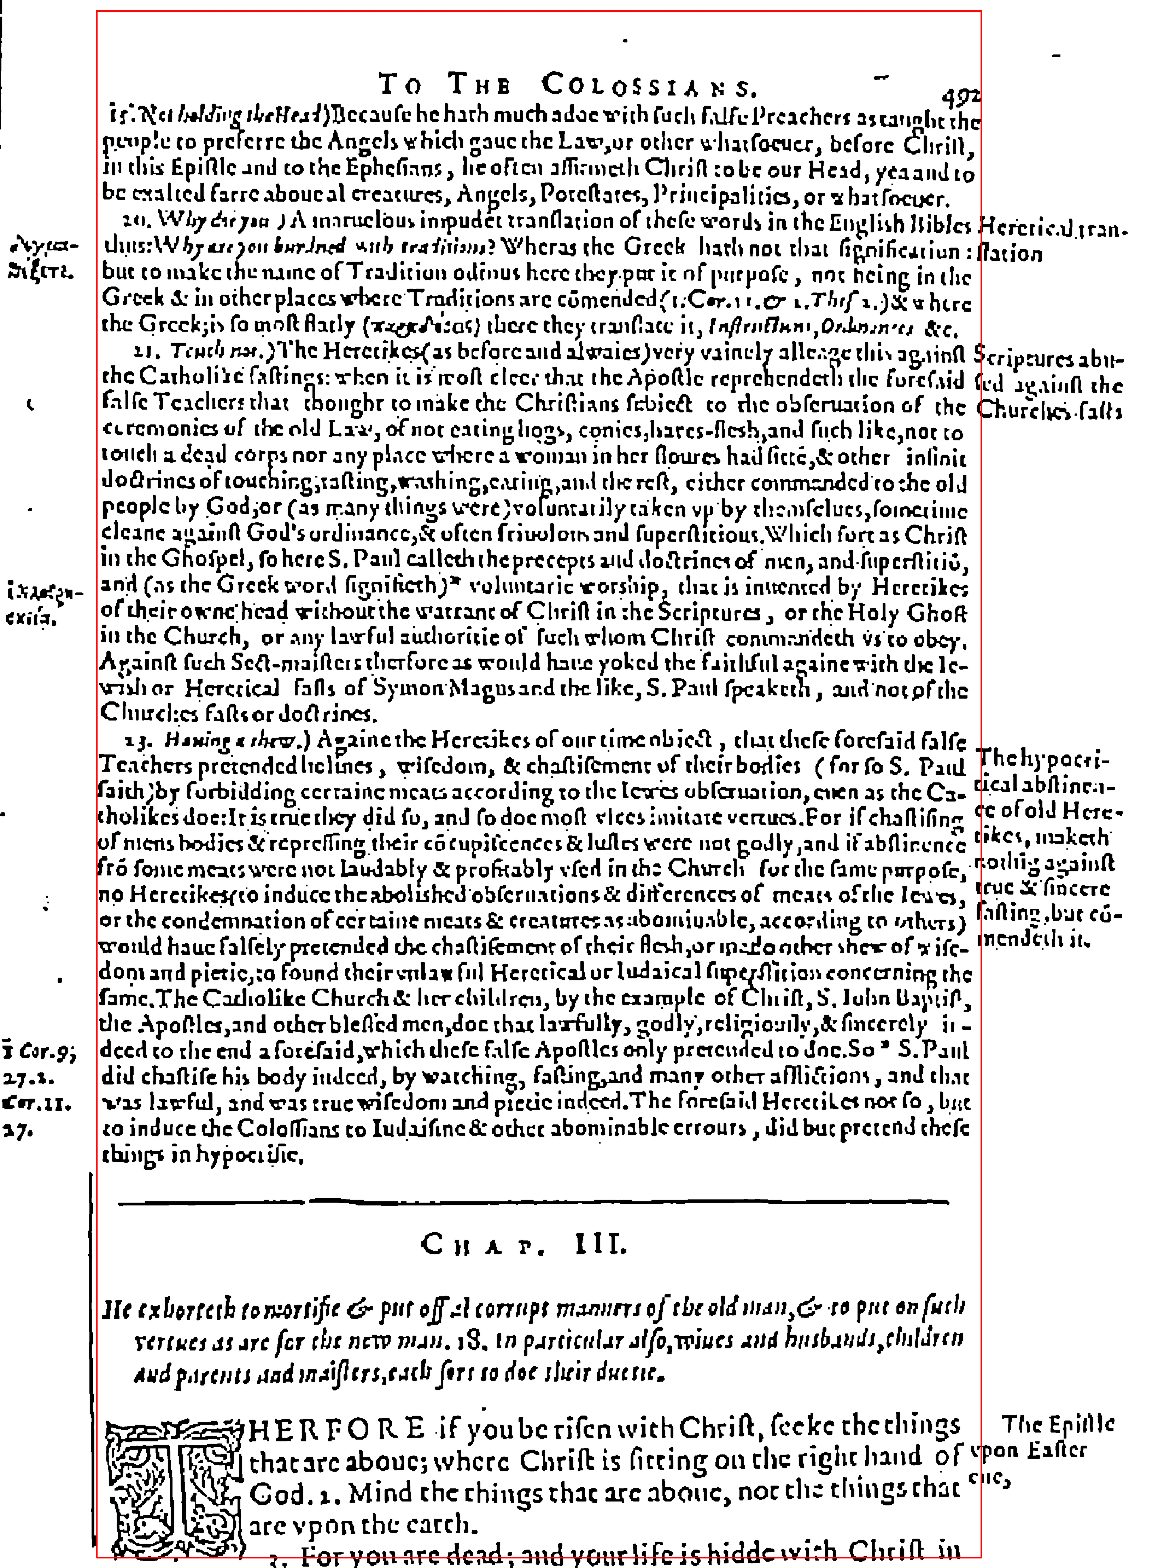 TO THE COLOSSIANS. 492
15. Not holding the Head) Becauſe he hath much adoe with ſuch falſe Preachers as taught the
people to preferre the Angels which gaue the Law, or other whatſoeuer, before Chriſt,
in this Epiſtle and to the Epheſians, he often affirmeth Chriſt to be our Head, yea and to
be exalted farre aboue al creatures, Angels, Poteſtates, Principalities, or whatſoeuer.
20. Why doe you) A maruelous impudēt tranſlation of theſe words in the Engliſh Bibles
thus: Why are you burdned with traditions? Wheras the Greek hath not that ſignification:
but to make the name of Tradition odius here they put it of purpoſe, not being in the
Greek & in other places where Traditions are cōmended (1. Cor. 11. & 2. Theſ 2.) & where
the Greek is ſo moſt flatly () there they tranſlate it, Inſtructions, Ordinances &c.
Heretical tran-
ſlation
21. Touch not.) The Heretikes (as before and alwaies) very vainely alleage this againſt
the Catholike faſtings: when it is moſt cleer that the Apoſtle reprehendeth the foreſaid
falſe Teachers that thought to make the Chriſtians ſubiect to the obſeruation of the
ceremonies of the old Law, of not eating hogs, conies, hares-fleſh, and ſuch like, not to
touch a dead corps nor any place where a woman in her floures had ſittē, & other infinit
doctrines of touching, taſting, waſhing, eating, and the reſt, either commanded to the old
people by God, or (as many things were) voluntarily taken vp by themſelues, ſometime
cleane againſt God's ordinance, & often friuolous and ſuperſtitious. Which ſort as Chriſt
in the Ghoſpel, ſo here S. Paul calleth the precepts and doctrines of men, and ſuperſtitiō,
and (as the Greek word ſignifieth) * voluntarie worship, that is inuented by Heretikes
of their owne head without the warrant of Chriſt in the Scriptures, or the Holy Ghoſt
in the Church, or any lawful authoritie of ſuch whom Chriſt commandeth vs to obey.
Againſt ſuch Sect-maiſters therfore as would haue yoked the faithful againe with the Ie-
wish or Heretical faſts of Symon Magus and the like, S. Paul ſpeaketh, and not of the
Churches faſts or doctrines.
Scriptures abu-
ſed againſt the
Churches faſts
23. Hauing a shew.) Againe the Heretikes of our time obiect, that theſe foreſaid falſe
Teachers pretended holines, wiſedom, & chaſtiſement of their bodies (for ſo S. Paul
ſaith) by forbidding certaine meats according to the Iewes obſeruation, euen as the Ca-
tholikes doe: It is true they did ſo, and ſo doe moſt vices imitate vertues. For if chaſtiſing
of mens bodies & repreſſing their cōcupiſcences & luſtes were not godly, and if abſtinence
frō ſome meats were not laudably & profitably vſed in the Church for the ſame purpoſe,
no Heretikes (to induce the abolished obſeruations & differences of meats of the Iewes,
or the condemnation of certaine meats & creatures as abominable, according to others)
would haue falſely pretended the chaſtiſement of their flesh, or made other shew of wiſe-
dom and pietie, to found their vnlawful Heretical or Iudaical ſuperſtition concerning the
ſame. The Catholike Church & her children, by the example of Chriſt, S. Iohn Baptiſt,
the Apoſtles, and other bleſſed men, doe that lawfully, godly, religiouſly, & ſincerely in-
deed to the end aforeſaid, which theſe falſe Apoſtles only pretended to doe. So * S. Paul
did chaſtiſe his body indeed, by watching, faſting, and many other afflictions, and that
was lawful, and was true wiſedom and pietie indeed. The foreſaid Heretikes not ſo, but
to induce the Coloſſians to Iudaiſme & other abominable errours, did but pretend theſe
things in hypocriſie.
The hypocri-
tical abſtinen-
ce of old Here-
tikes, maketh
nothīg againſt
true & ſincere
faſting, but cō-
mendeth it.
1 Cor. 9;
27. 2.
Cor. 11.
27.
CHAP. III.
He exhorteth to mortifie & put off al corrupt manners of the old man, & to put on ſuch
vertues as are for the new man. 18. In particular alſo, wiues and husbands, children
and parents and maiſters, each ſort to doe their duetie.
THERFORE if you be riſen with Chriſt, ſeeke the things
that are aboue; where Chriſt is ſitting on the right hand of
God. 2. Mind the things that are aboue, not the things that
are vpon the earth.
3. For you are dead; and your life is hidde with Chriſt in
The Epiſtle
vpon Eaſter
eue,